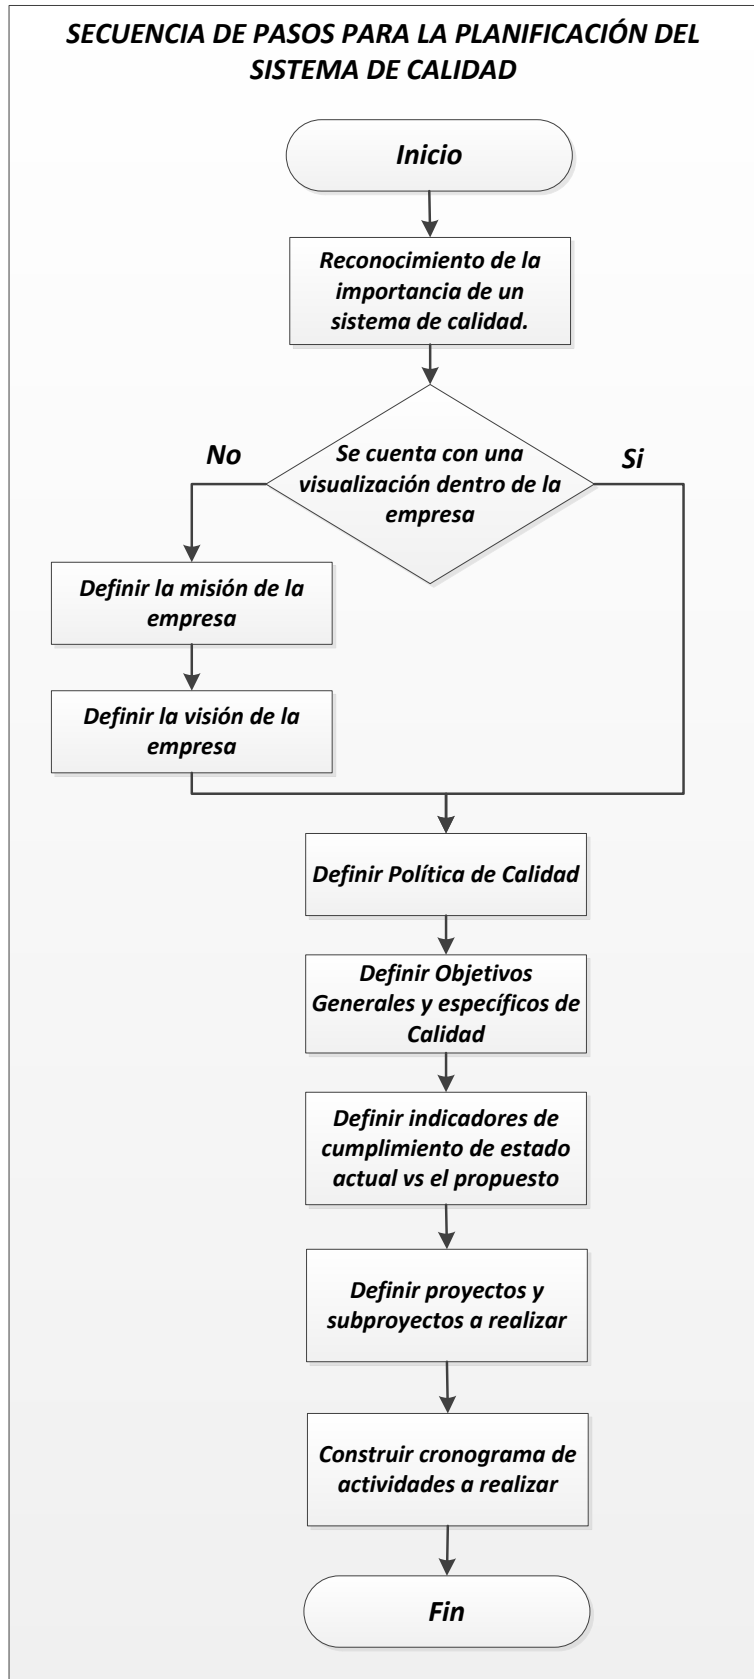 SECUENCIA DE PASOS PARA LA PLANIFICACIÓN DEL
SISTEMA DE CALIDAD
Inicio
Reconocimiento de la
importancia de un
sistema de calidad.
Se cuenta con una
visualización dentro de la
empresa
No
Si
Definir la misión de la
empresa
Definir la visión de la
empresa
Definir Política de Calidad
Definir Objetivos
Generales y específicos de
Calidad
Definir indicadores de
cumplimiento de estado
actual vs el propuesto
Definir proyectos y
subproyectos a realizar
Construir cronograma de
actividades a realizar
Fin